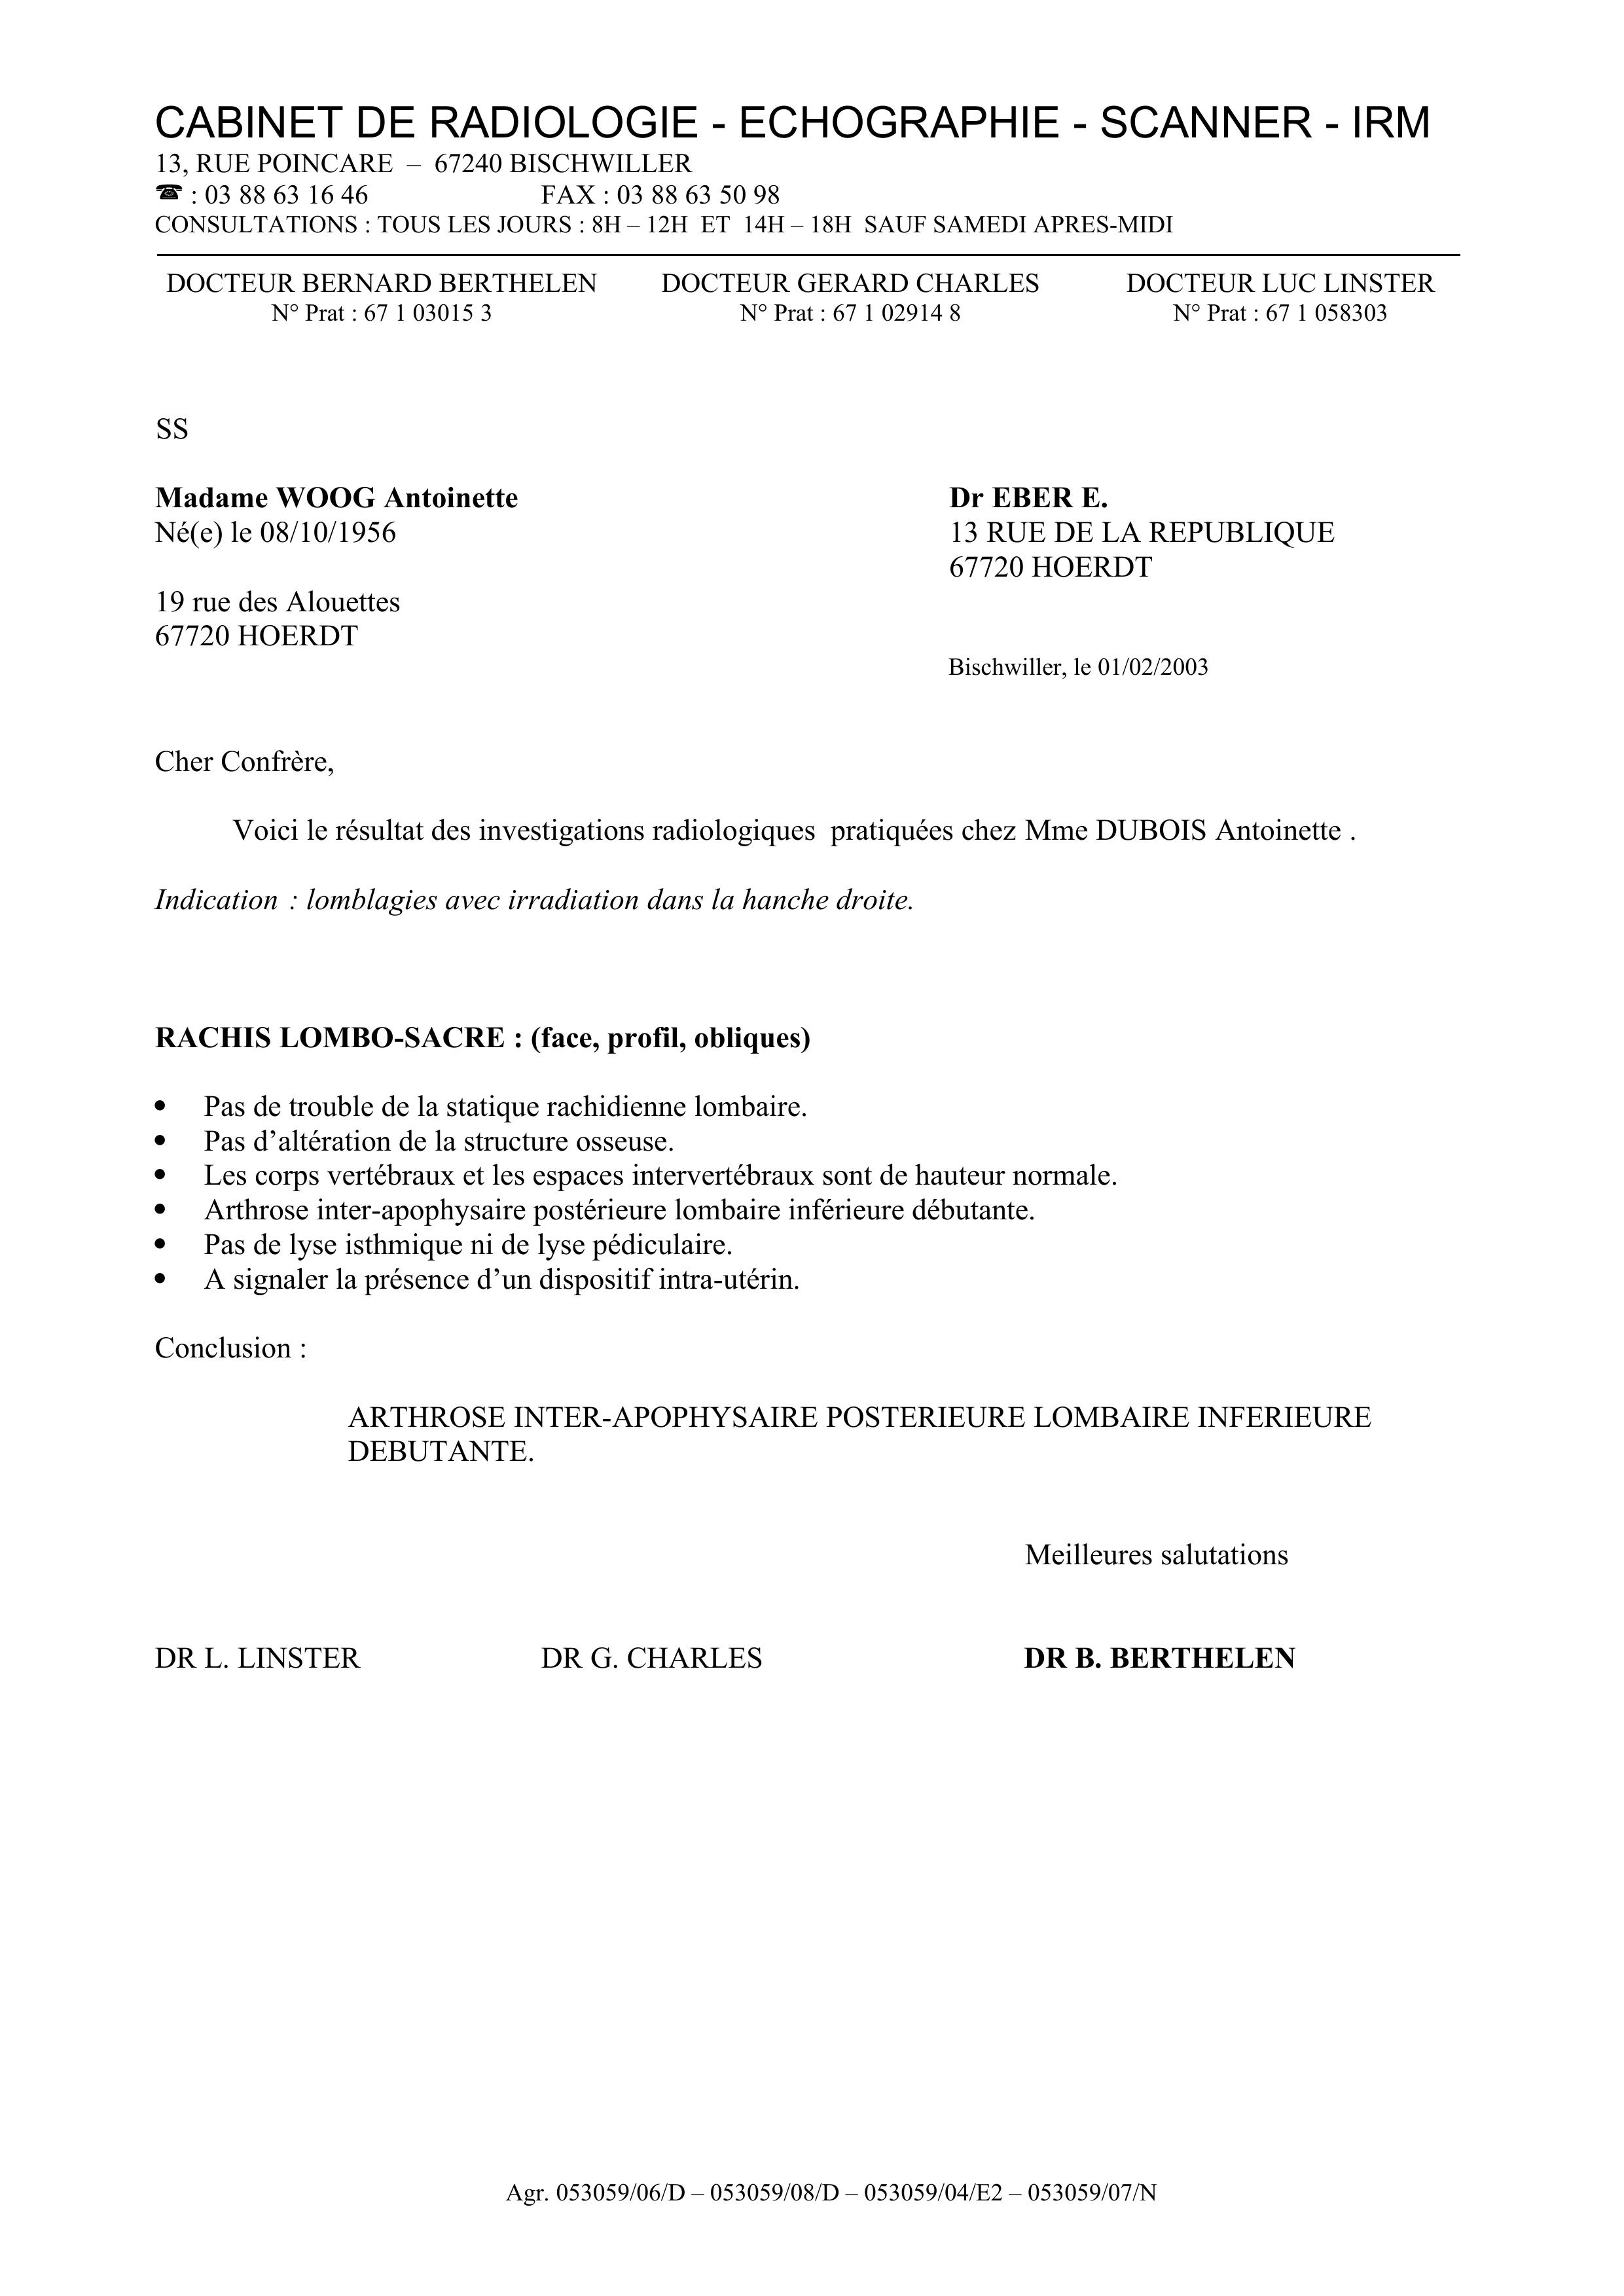 CABINET DE RADIOLOGIE - ECHOGRAPHIE - SCANNER - IRM
13, RUE POINCARE – 67240 BISCHWILLER
☎ : 03 88 63 16 46 FAX : 03 88 63 50 98
CONSULTATIONS : TOUS LES JOURS : 8H – 12H ET 14H – 18H SAUF SAMEDI APRES-MIDI
DOCTEUR BERNARD BERTHELEN DOCTEUR GERARD CHARLES DOCTEUR LUC LINSTER
N° Prat : 67 1 03015 3 N° Prat : 67 1 02914 8 N° Prat : 67 1 058303
SS
Madame WOOG Antoinette Dr EBER E.
Né(e) le 08/10/1956 13 RUE DE LA REPUBLIQUE
67720 HOERDT
19 rue des Alouettes
67720 HOERDT
Bischwiller, le 01/02/2003
Cher Confrère,
Voici le résultat des investigations radiologiques pratiquées chez Mme DUBOIS Antoinette .
Indication : lomblagies avec irradiation dans la hanche droite.
RACHIS LOMBO-SACRE : (face, profil, obliques)
• Pas de trouble de la statique rachidienne lombaire.
• Pas d’altération de la structure osseuse.
• Les corps vertébraux et les espaces intervertébraux sont de hauteur normale.
• Arthrose inter-apophysaire postérieure lombaire inférieure débutante.
• Pas de lyse isthmique ni de lyse pédiculaire.
• A signaler la présence d’un dispositif intra-utérin.
Conclusion :
ARTHROSE INTER-APOPHYSAIRE POSTERIEURE LOMBAIRE INFERIEURE
DEBUTANTE.
Meilleures salutations
DR L. LINSTER DR G. CHARLES DR B. BERTHELEN
Agr. 053059/06/D – 053059/08/D – 053059/04/E2 – 053059/07/N